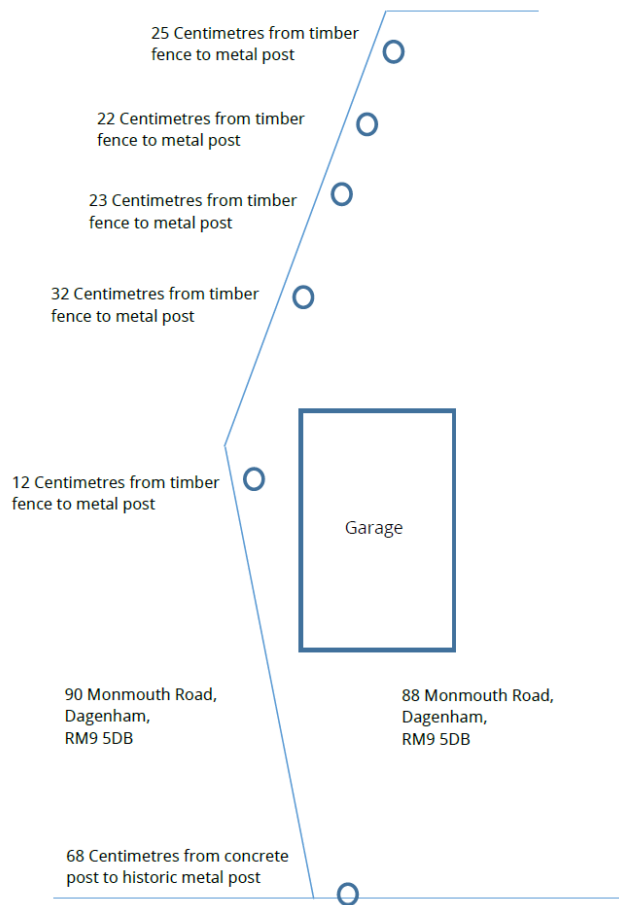 25 Centimetres from timber
fence to metal post
22 Centimetres from timber
fence to metal post
23 Centimetres from timber
fence to metal post
32 Centimetres from timber
fence to metal post
12 Centimetres from timber
fence to metal post
Garage
90 Monmouth Road,
Dagenham,
RM9 5DB
88 Monmouth Road,
Dagenham,
RM9 5DB
68 Centimetres from concrete
post to historic metal post